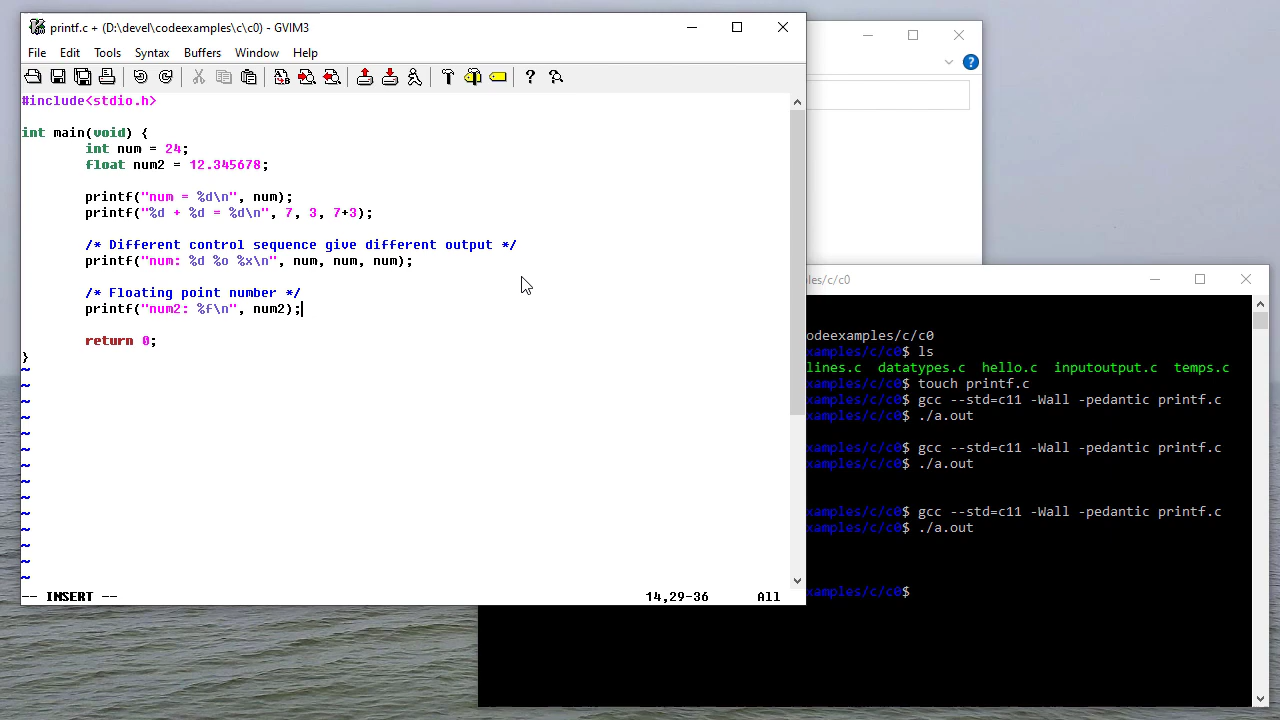 printf.c + (D:\devel\codeexamples\c\c0) - GVIM3
File Edit Tools Syntax Buffers Window Help
#include<stdio.h>
int main(void) {
int num = 24;
float num2 = 12.345678;
printf("num = %d\n", num);
printf("%d + %d = %d\n", 7, 3, 7+3);
/* Different control sequence give different output */
printf("num: %d %o %x\n", num, num, num);
/* Floating point number */
printf("num2: %f\n", num2);
return 0;
}
~
~
~
~
~
~
~
~
~
~
~
~
~
~
-- INSERT -- 14,29-36 All
ples/c/c0
odeexamples/c/c0
xamples/c/c0$ ls
lines.c datatypes.c hello.c inputoutput.c temps.c
xamples/c/c0$ touch printf.c
xamples/c/c0$ gcc --std=c11 -Wall -pedantic printf.c
xamples/c/c0$ ./a.out
xamples/c/c0$ gcc --std=c11 -Wall -pedantic printf.c
xamples/c/c0$ ./a.out
xamples/c/c0$ gcc --std=c11 -Wall -pedantic printf.c
xamples/c/c0$ ./a.out
xamples/c/c0$